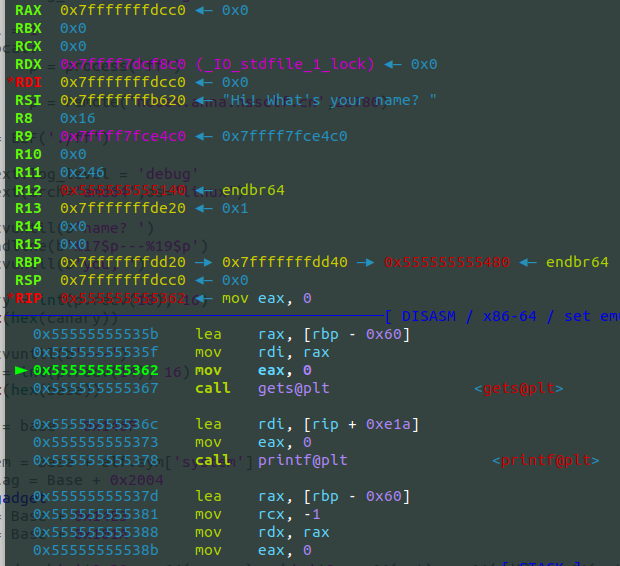 RAX 0x7fffffffdcc0 ◂— 0x0
RBX 0x0
RCX 0x0
RDX 0x7ffff7dcf8c0 (_IO_stdfile_1_lock) ◂— 0x0
*RDI 0x7fffffffdcc0 ◂— 0x0
RSI 0x7fffffffb620 ◂— "Hi! What's your name? "
R8 0x16
R9 0x7ffff7fce4c0 ◂— 0x7ffff7fce4c0
R10 0x0
R11 0x246
R12 0x555555555140 ◂— endbr64
R13 0x7fffffffde20 ◂— 0x1
R14 0x0
R15 0x0
RBP 0x7fffffffdd20 —▸ 0x7fffffffdd40 —▸ 0x555555555400 ◂— endbr64
RSP 0x7fffffffdcc0 ◂— 0x0
*RIP 0x555555555362 ◂— mov eax, 0
[ DISASM / x86-64 / set emu
0x55555555535b lea rax, [rbp - 0x60]
0x55555555535f mov rdi, rax
► 0x555555555362 mov eax, 0
0x555555555367 call gets@plt <gets@plt>
0x55555555536c lea rdi, [rip + 0xe1a]
0x555555555373 mov eax, 0
0x555555555378 call printf@plt <printf@plt>
0x55555555537d lea rax, [rbp - 0x60]
0x555555555381 mov rcx, -1
0x555555555388 mov rdx, rax
0x55555555538b mov eax, 0